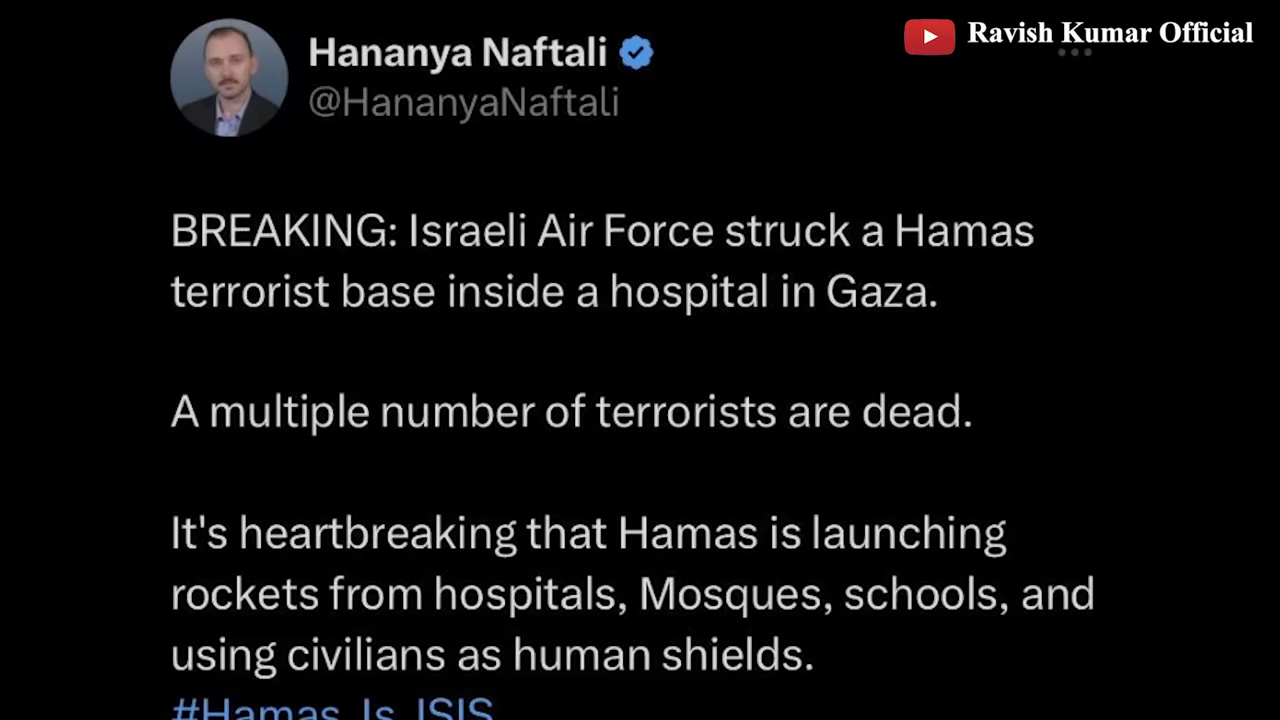 Hananya Naftali
Ravish Kumar Official
@HananyaNaftali
BREAKING: Israeli Air Force struck a Hamas
terrorist base inside a hospital in Gaza.
A multiple number of terrorists are dead.
It's heartbreaking that Hamas is launching
rockets from hospitals, Mosques, schools, and
using civilians as human shields.
#Hamas_Is_ISIS